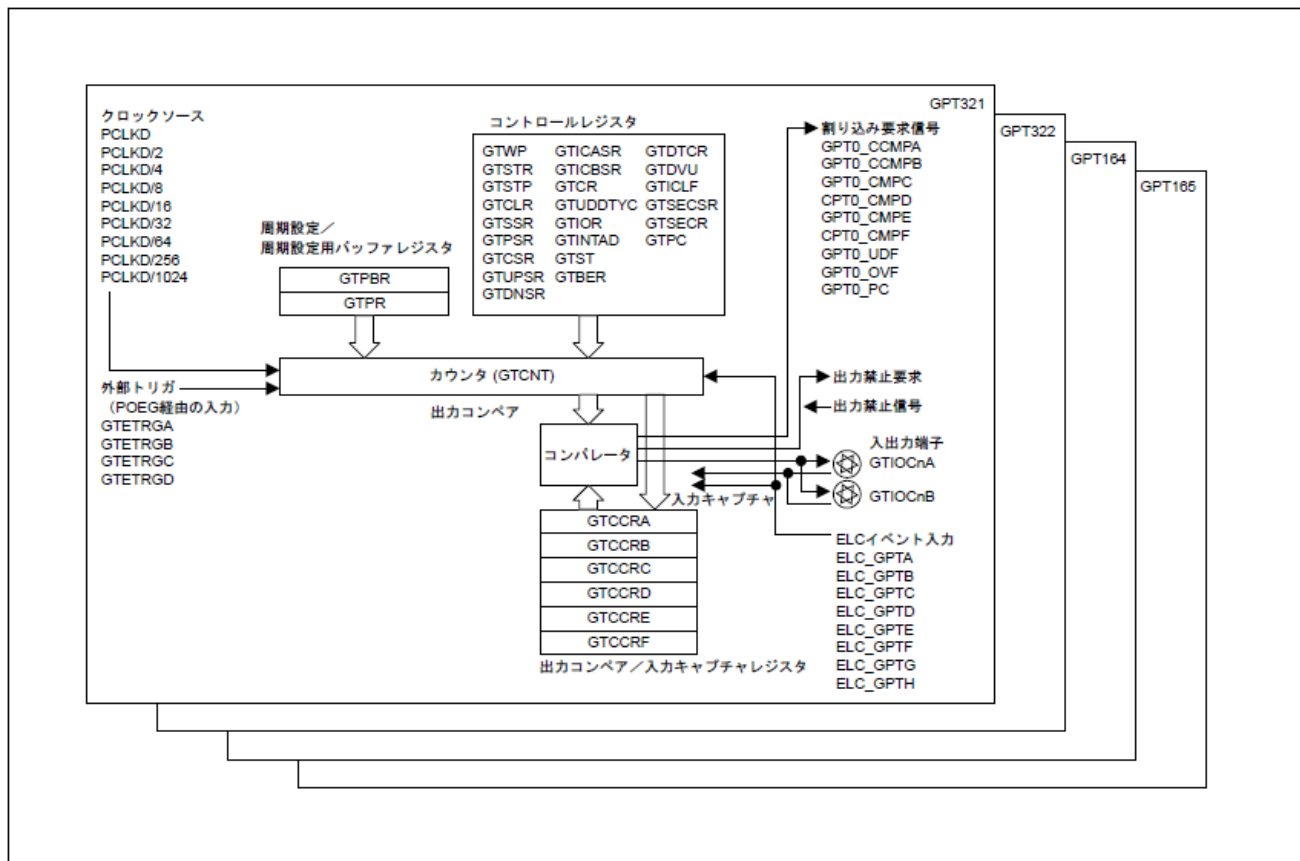 GPT321
GPT322
GPT164
GPT165
クロックソース
PCLKD
PCLKD/2
PCLKD/4
PCLKD/8
PCLKD/16
PCLKD/32
PCLKD/64
PCLKD/256
PCLKD/1024
周期設定/
周期設定用バッファレジスタ
GTPBR
GTPR
コントロールレジスタ
GTWP GTICASR GTDTCR
GTSTR GTICBSR GTDVU
GTSTP GTCR GTICLF
GTCLR GTUDDTYC GTSECSR
GTSSR GTIOR GTSECR
GTPSR GTINTAD GTPC
GTCSR GTST
GTUPSR GTBER
GTDNSR
割り込み要求信号
GPT0_CCMPA
GPT0_CCMPB
GPT0_CMPC
CPT0_CMPD
GPT0_CMPE
CPT0_CMPF
GPT0_UDF
GPT0_OVF
GPT0_PC
カウンタ (GTCNT)
外部トリガ
(POEG経由の入力)
GTETRGA
GTETRGB
GTETRGC
GTETRGD
出力コンペア
コンパレータ
出力禁止要求
出力禁止信号
入出力端子
GTIOCnA
GTIOCnB
入力キャプチャ
GTCCRA
GTCCRB
GTCCRC
GTCCRD
GTCCRE
GTCCRF
出力コンペア/入力キャプチャレジスタ
ELCイベント入力
ELC_GPTA
ELC_GPTB
ELC_GPTC
ELC_GPTD
ELC_GPTE
ELC_GPTF
ELC_GPTG
ELC_GPTH